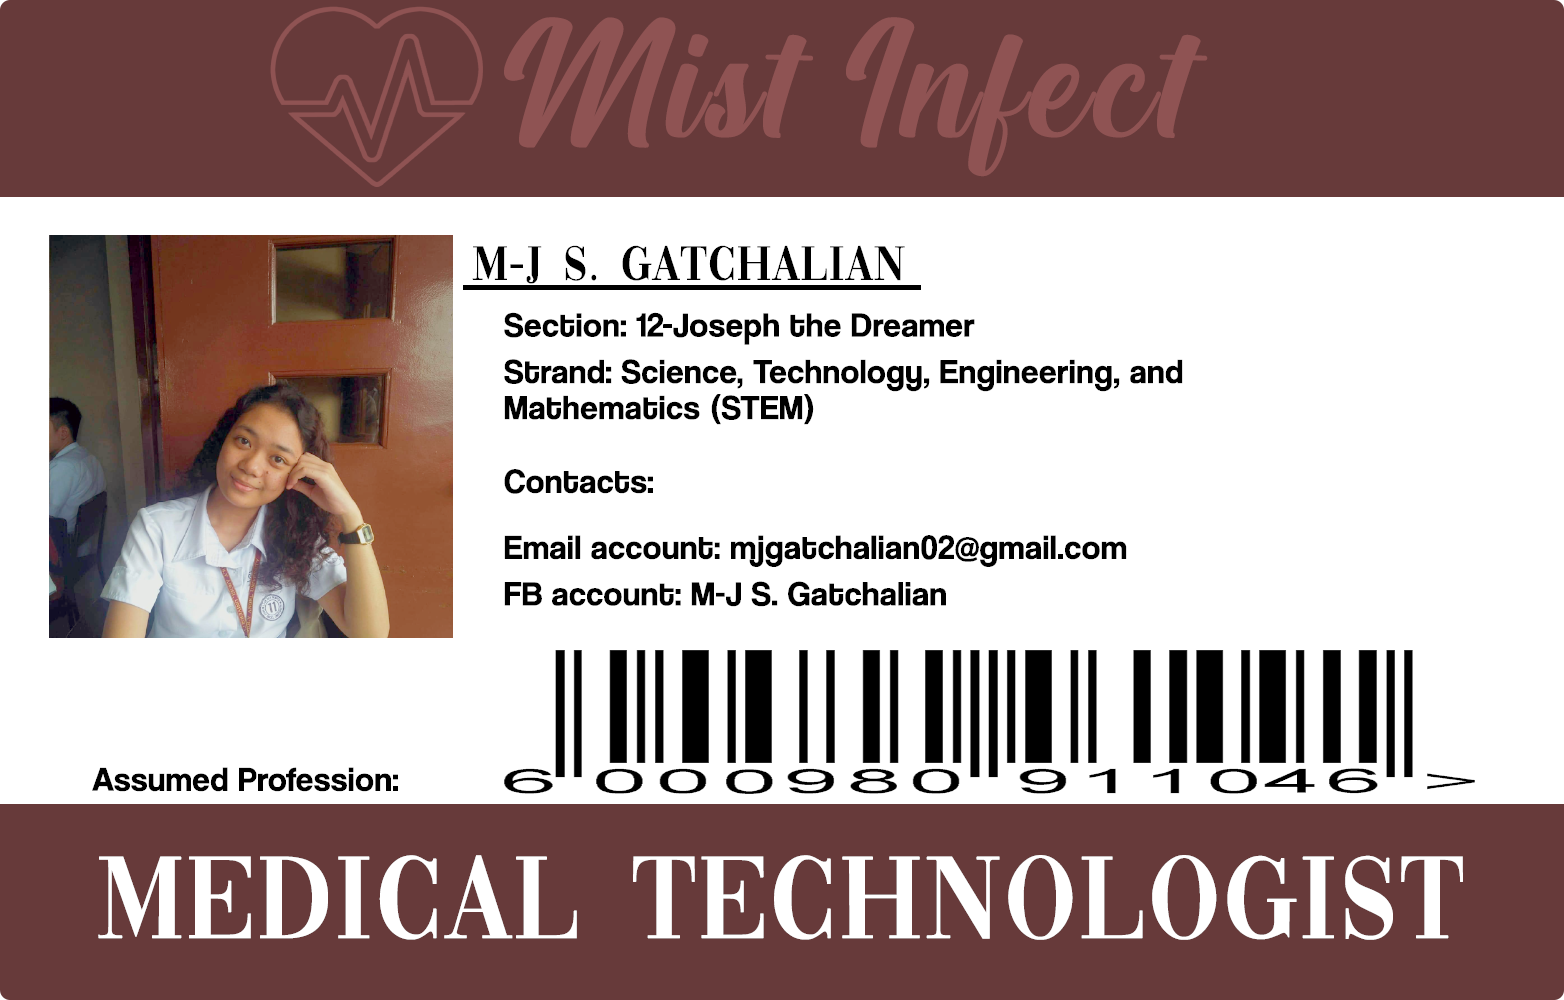 Mist Infect
M-J S. GATCHALIAN
Section: 12-Joseph the Dreamer
Strand: Science, Technology, Engineering, and
Mathematics (STEM)
Contacts:
Email account: mjgatchalian02@gmail.com
FB account: M-J S. Gatchalian
6 000980 911046 >
Assumed Profession:
MEDICAL TECHNOLOGIST